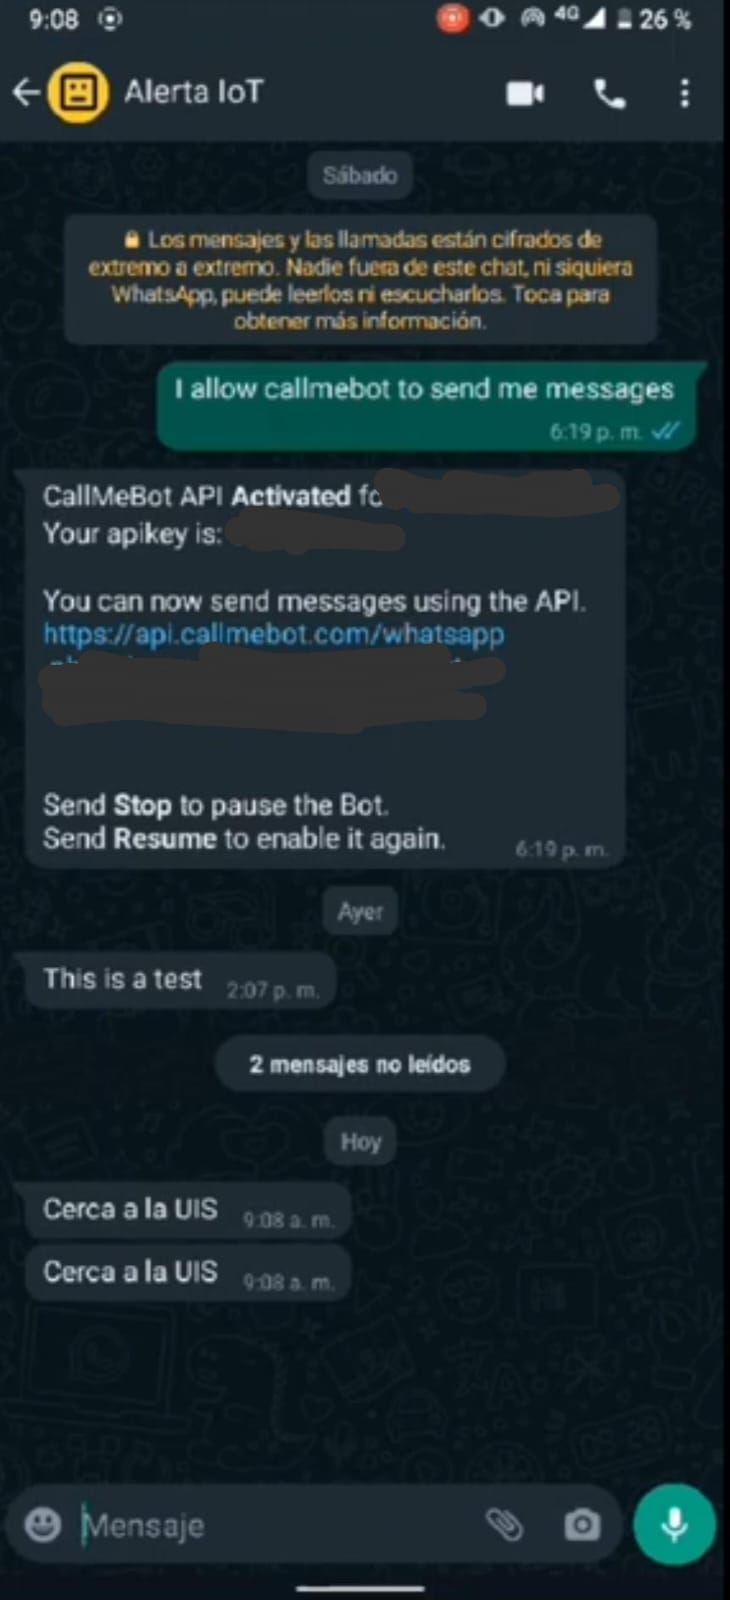 9:08
4G
26 %
Alerta IoT
Sábado
Los mensajes y las llamadas están cifrados de
extremo a extremo. Nadie fuera de este chat, ni siquiera
WhatsApp, puede leerlos ni escucharlos. Toca para
obtener más información.
I allow callmebot to send me messages
6:19 p. m.
CallMeBot API Activated
Your apikey is:
You can now send messages using the API.
https://api.callmebot.com/whatsapp
Send Stop to pause the Bot.
Send Resume to enable it again.
6:19 p. m.
Ayer
This is a test
2:07 p. m.
2 mensajes no leídos
Hoy
Cerca a la UIS
9:08 a. m.
Cerca a la UIS
9:08 a. m.
Mensaje